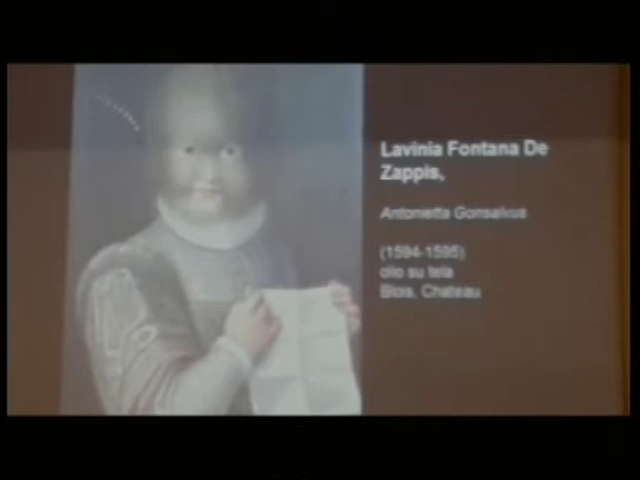 Lavinia Fontana De
Zappis,
Antonietta Gonsalvus
(1594-1595)
olio su tela
Blois, Chateau